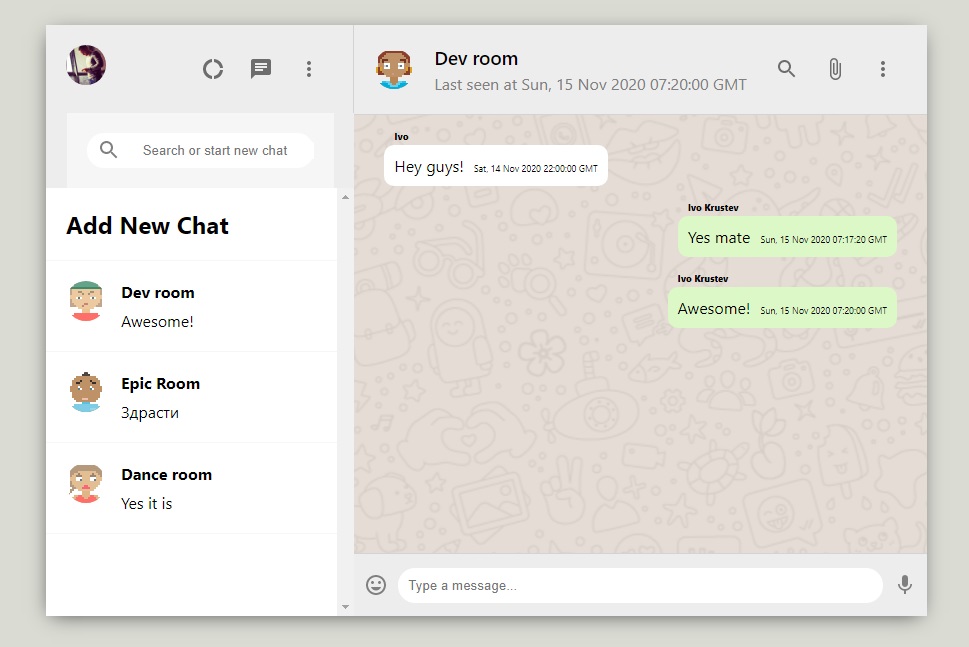 Search or start new chat
Add New Chat
Dev room
Awesome!
Epic Room
Здрасти
Dance room
Yes it is
Dev room
Last seen at Sun, 15 Nov 2020 07:20:00 GMT
Ivo
Hey guys! Sat, 14 Nov 2020 22:00:00 GMT
Ivo Krustev
Yes mate Sun, 15 Nov 2020 07:17:20 GMT
Ivo Krustev
Awesome! Sun, 15 Nov 2020 07:20:00 GMT
Type a message...